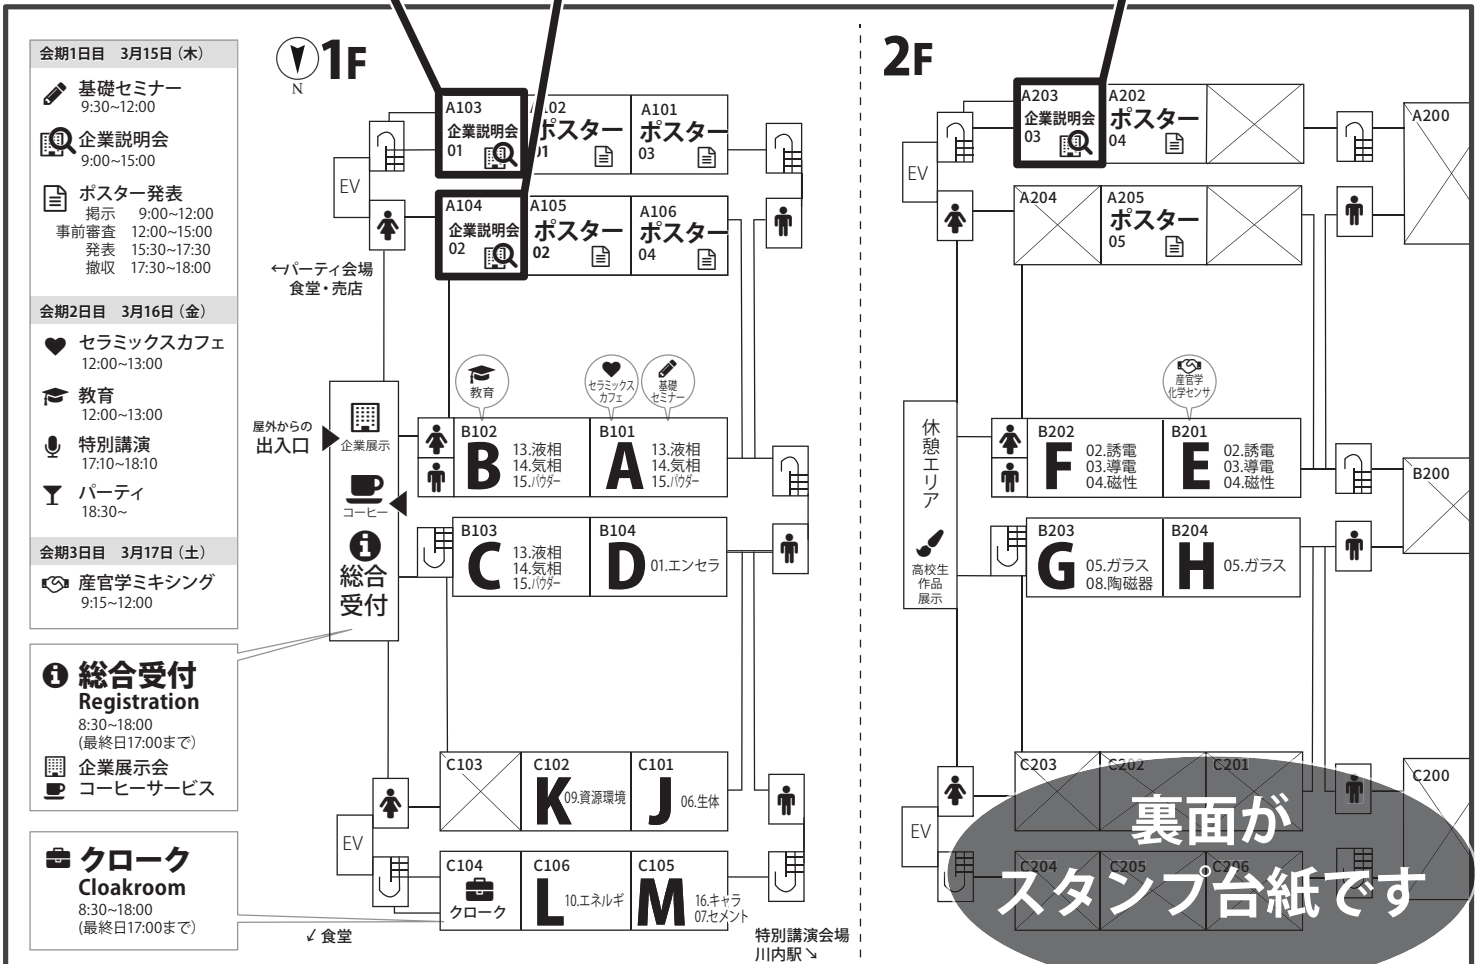 会期1日目 3月15日（木）
基礎セミナー
9:30~12:00
企業説明会
9:00~15:00
ポスター発表
掲示 9:00~12:00
事前審査 12:00~15:00
発表 15:30~17:30
撤収 17:30~18:00
会期2日目 3月16日（金）
セラミックスカフェ
12:00~13:00
教育
12:00~13:00
特別講演
17:10~18:10
パーティ
18:30~
会期3日目 3月17日（土）
産官学ミキシング
9:15~12:00
総合受付
Registration
8:30~18:00
(最終日17:00まで)
企業展示会
コーヒーサービス
クローク
Cloakroom
8:30~18:00
(最終日17:00まで)
N
1F
A103
企業説明会
01
A102
ポスター
01
A101
ポスター
03
EV
A104
企業説明会
02
A105
ポスター
02
A106
ポスター
04
←パーティ会場
食堂・売店
教育
セラミックス
カフェ
基礎
セミナー
屋外からの
出入口
企業展示
コーヒー
総合
受付
B102
B
13.液相
14.気相
15.パウダー
B101
A
13.液相
14.気相
15.パウダー
B103
C
13.液相
14.気相
15.パウダー
B104
D
01.エンセラ
C103
C102
K
09.資源環境
C101
J
06.生体
EV
C104
クローク
C106
L
10.エネルギ
C105
M
16.キャラ
07.セメント
↙食堂
特別講演会場
川内駅↘
2F
A203
企業説明会
03
A202
ポスター
04
A200
EV
A204
A205
ポスター
05
産官学
化学センサ
休憩エリア
高校生
作品
展示
B202
F
02.誘電
03.導電
04.磁性
B201
E
02.誘電
03.導電
04.磁性
B200
B203
G
05.ガラス
08.陶磁器
B204
H
05.ガラス
C203
C202
C201
C200
EV
C204
C205
C206
裏面が
スタンプ台紙です